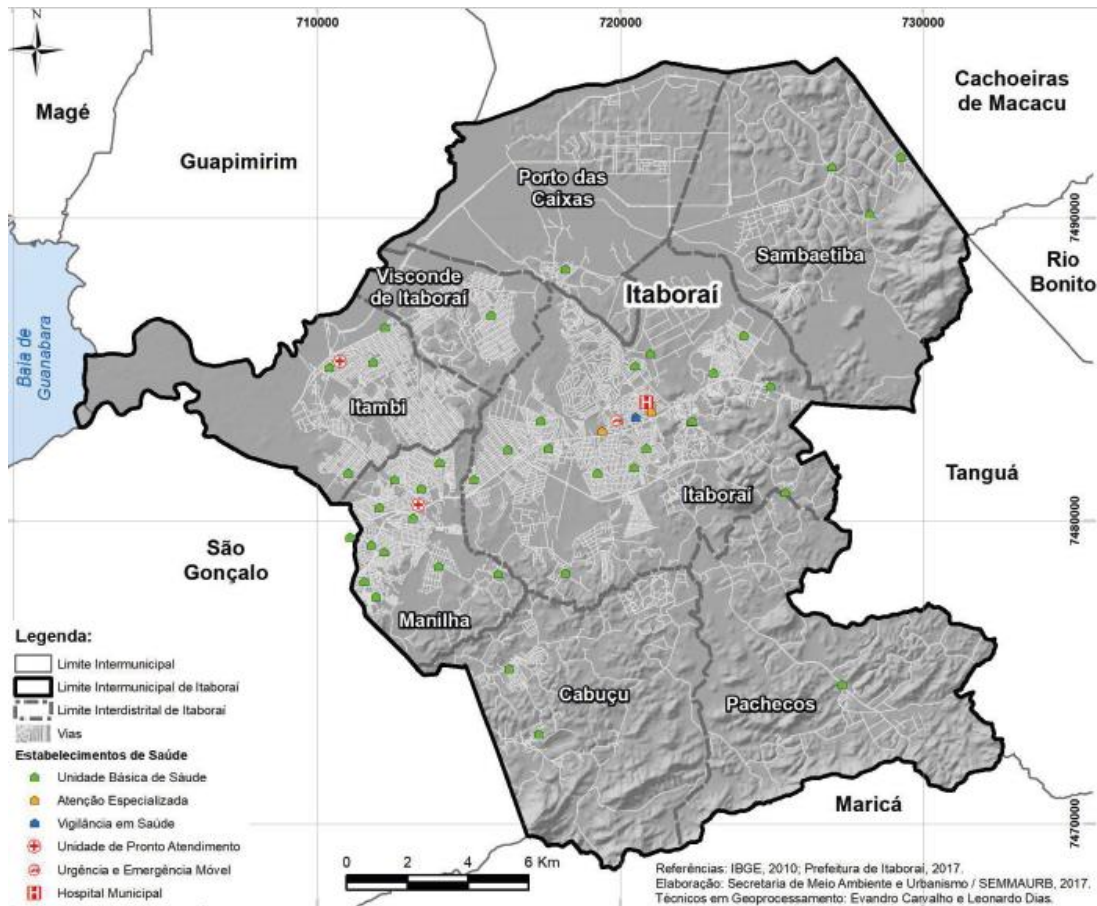 N
710000
720000
730000
Cachoeiras
de Macacu
Magé
Guapimirim
Porto das
Caixas
7490000
Sambaetiba
Rio
Bonito
Visconde
de Itaboraí
Itaboraí
Baia de
Guanabara
Itambi
H
Tanguá
Itaboraí
7480000
São
Gonçalo
Manilha
Legenda:
Limite Intermunicipal
Limite Intermunicipal de Itaboraí
Limite Interdistrital de Itaboraí
Vias
Estabelecimentos de Saúde
Unidade Básica de Sáude
Atenção Especializada
Vigilância em Saúde
Unidade de Pronto Atendimento
Urgência e Emergência Móvel
H Hospital Municipal
Cabuçu
Pachecos
Maricá
7470000
0 2 4 6 Km
Referências: IBGE, 2010; Prefeitura de Itaboraí, 2017.
Elaboração: Secretaria de Meio Ambiente e Urbanismo / SEMMAURB, 2017.
Técnicos em Geoprocessamento: Evandro Carvalho e Leonardo Dias.